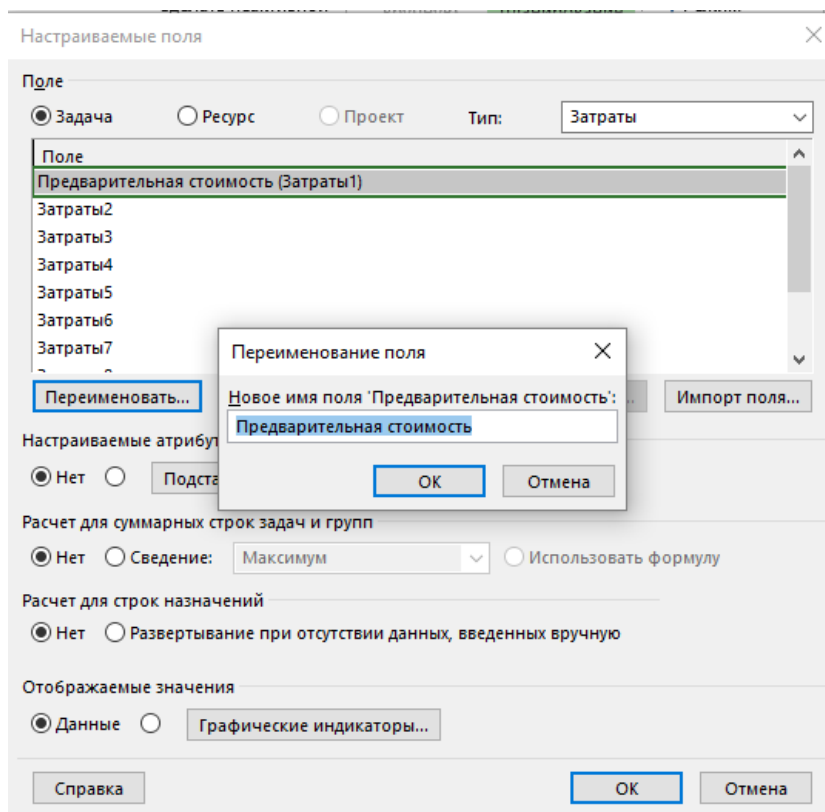 Настраиваемые поля
Поле
Задача Ресурс Проект Тип: Затраты
Поле
Предварительная стоимость (Затраты1)
Затраты2
Затраты3
Затраты4
Затраты5
Затраты6
Затраты7
Переименование поля
Переименовать... Новое имя поля 'Предварительная стоимость': Импорт поля...
Предварительная стоимость
Настраиваемые атрибут
Нет Подста
ОК Отмена
Расчет для суммарных строк задач и групп
Нет Сведение: Максимум Использовать формулу
Расчет для строк назначений
Нет Развертывание при отсутствии данных, введенных вручную
Отображаемые значения
Данные Графические индикаторы...
Справка ОК Отмена